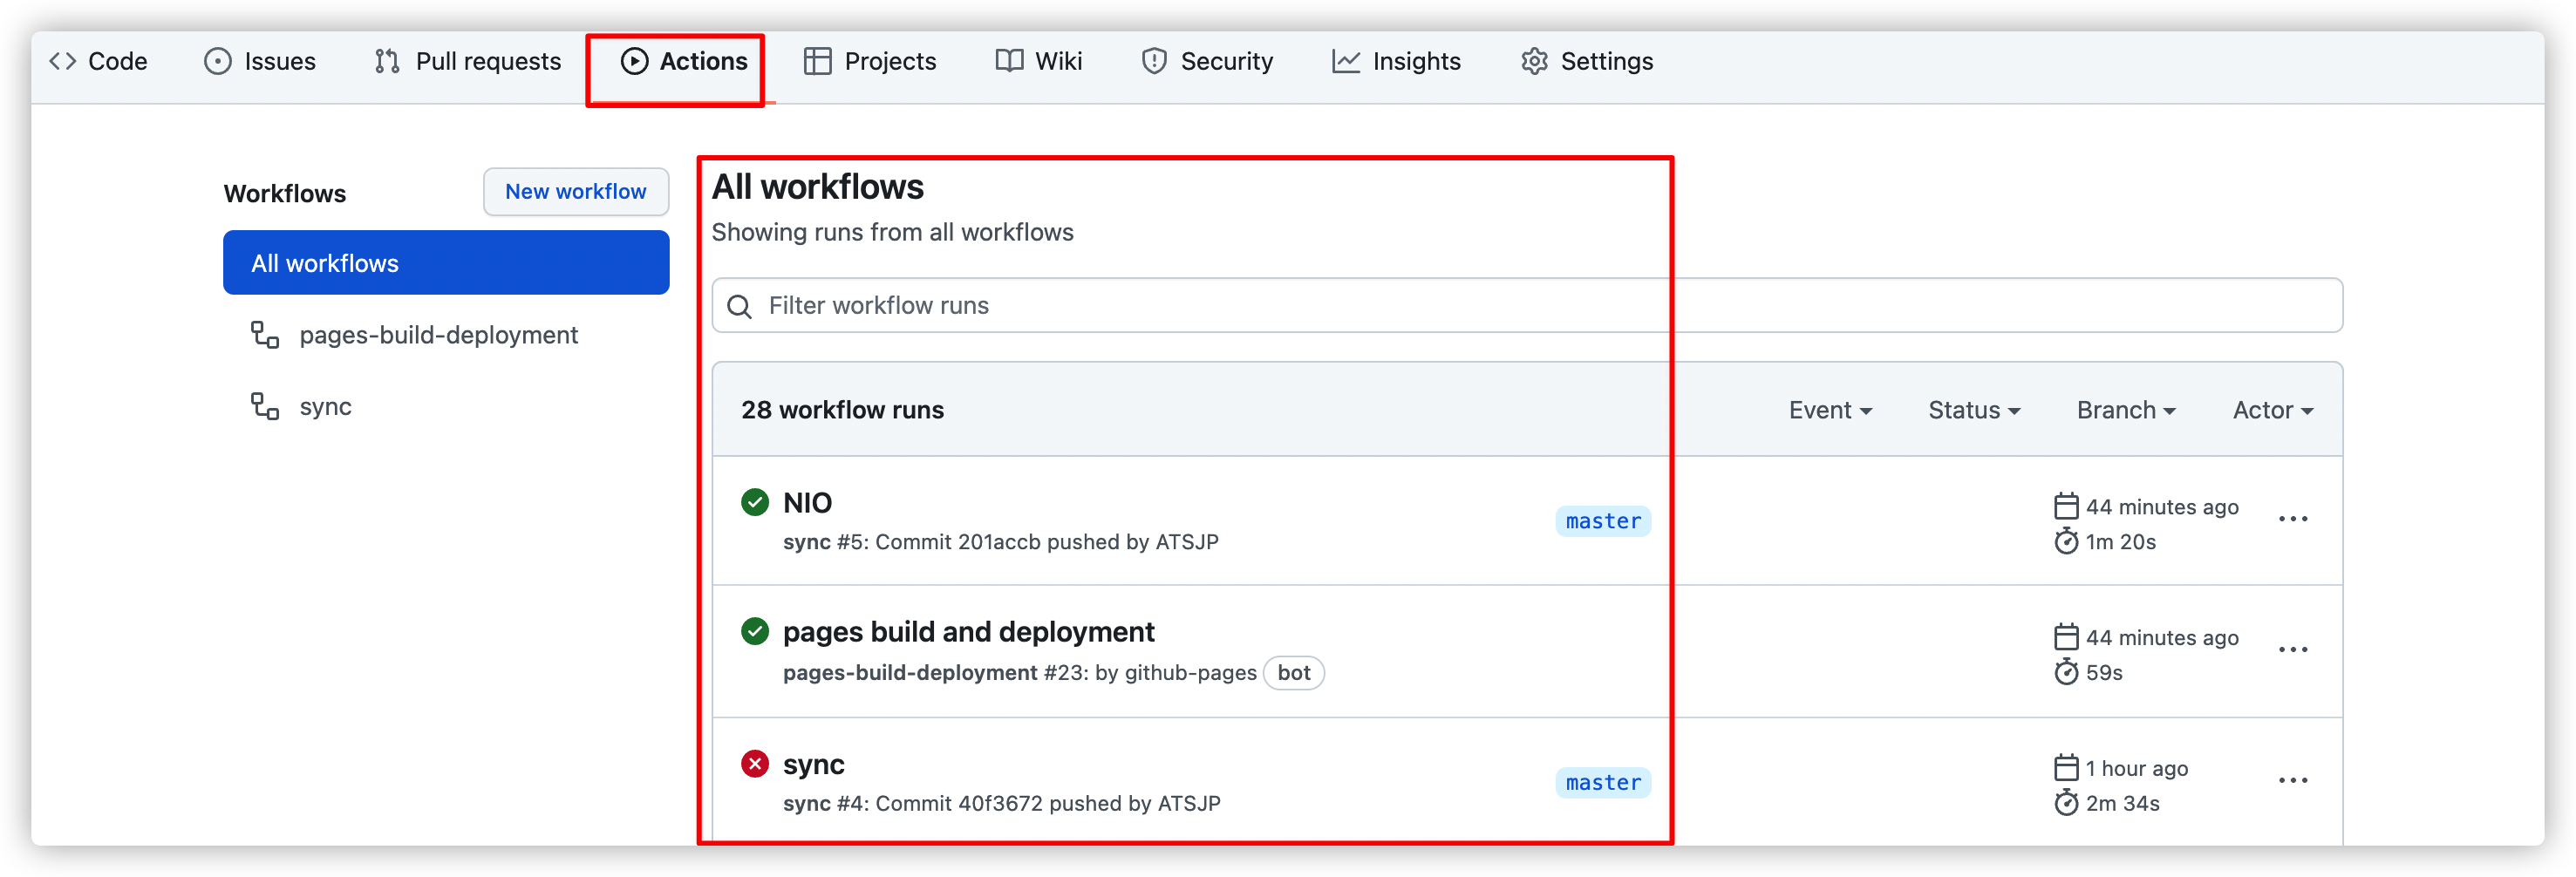 Code Issues Pull requests Actions Projects Wiki Security Insights Settings
Workflows
New workflow
All workflows
pages-build-deployment
sync
All workflows
Showing runs from all workflows
Filter workflow runs
28 workflow runs
Event Status Branch Actor
NIO
sync #5: Commit 201accb pushed by ATSJP
master
44 minutes ago
1m 20s
pages build and deployment
pages-build-deployment #23: by github-pages bot
44 minutes ago
59s
sync
sync #4: Commit 40f3672 pushed by ATSJP
master
1 hour ago
2m 34s